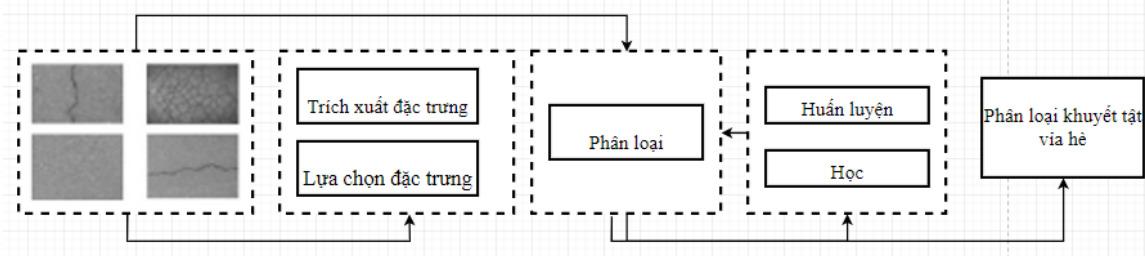 Trích xuất đặc trưng
Lựa chọn đặc trưng
Phân loại
Huấn luyện
Học
Phân loại khuyết tật
vỉa hè